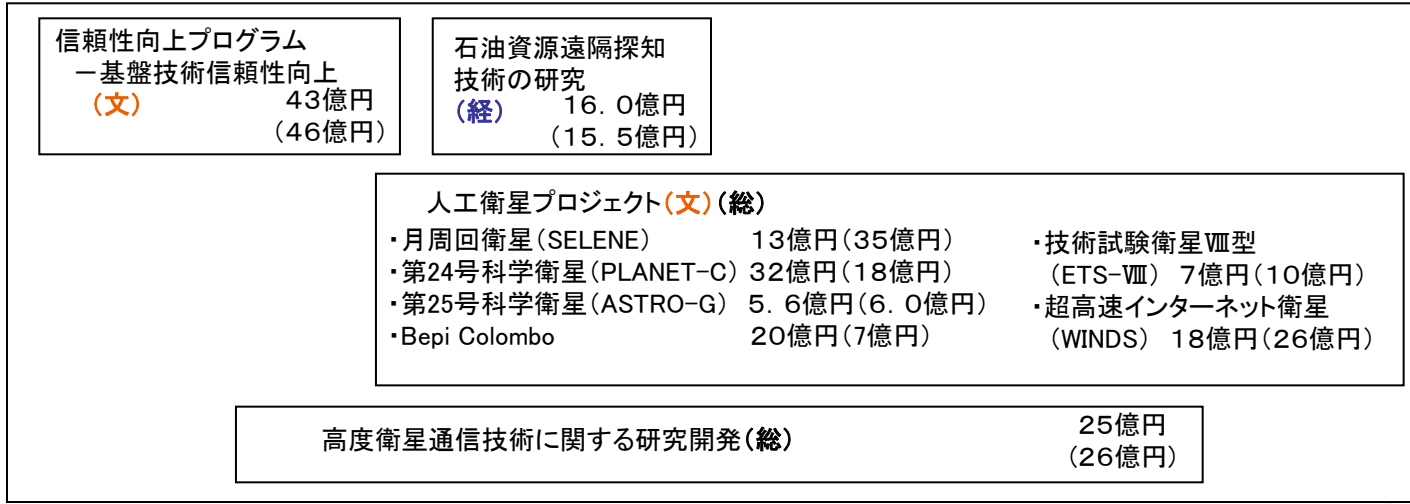 信頼性向上プログラム
－基盤技術信頼性向上
(文) 43億円
(46億円)
石油資源遠隔探知
技術の研究
(経) 16．0億円
(15．5億円)
人工衛星プロジェクト(文)(総)
・月周回衛星(SELENE) 13億円(35億円)
・第24号科学衛星(PLANET-C) 32億円(18億円)
・第25号科学衛星(ASTRO-G) 5．6億円(6．0億円)
・Bepi Colombo 20億円(7億円)
・技術試験衛星Ⅷ型
(ETS-Ⅷ) 7億円(10億円)
・超高速インターネット衛星
(WINDS) 18億円(26億円)
高度衛星通信技術に関する研究開発(総) 25億円
(26億円)